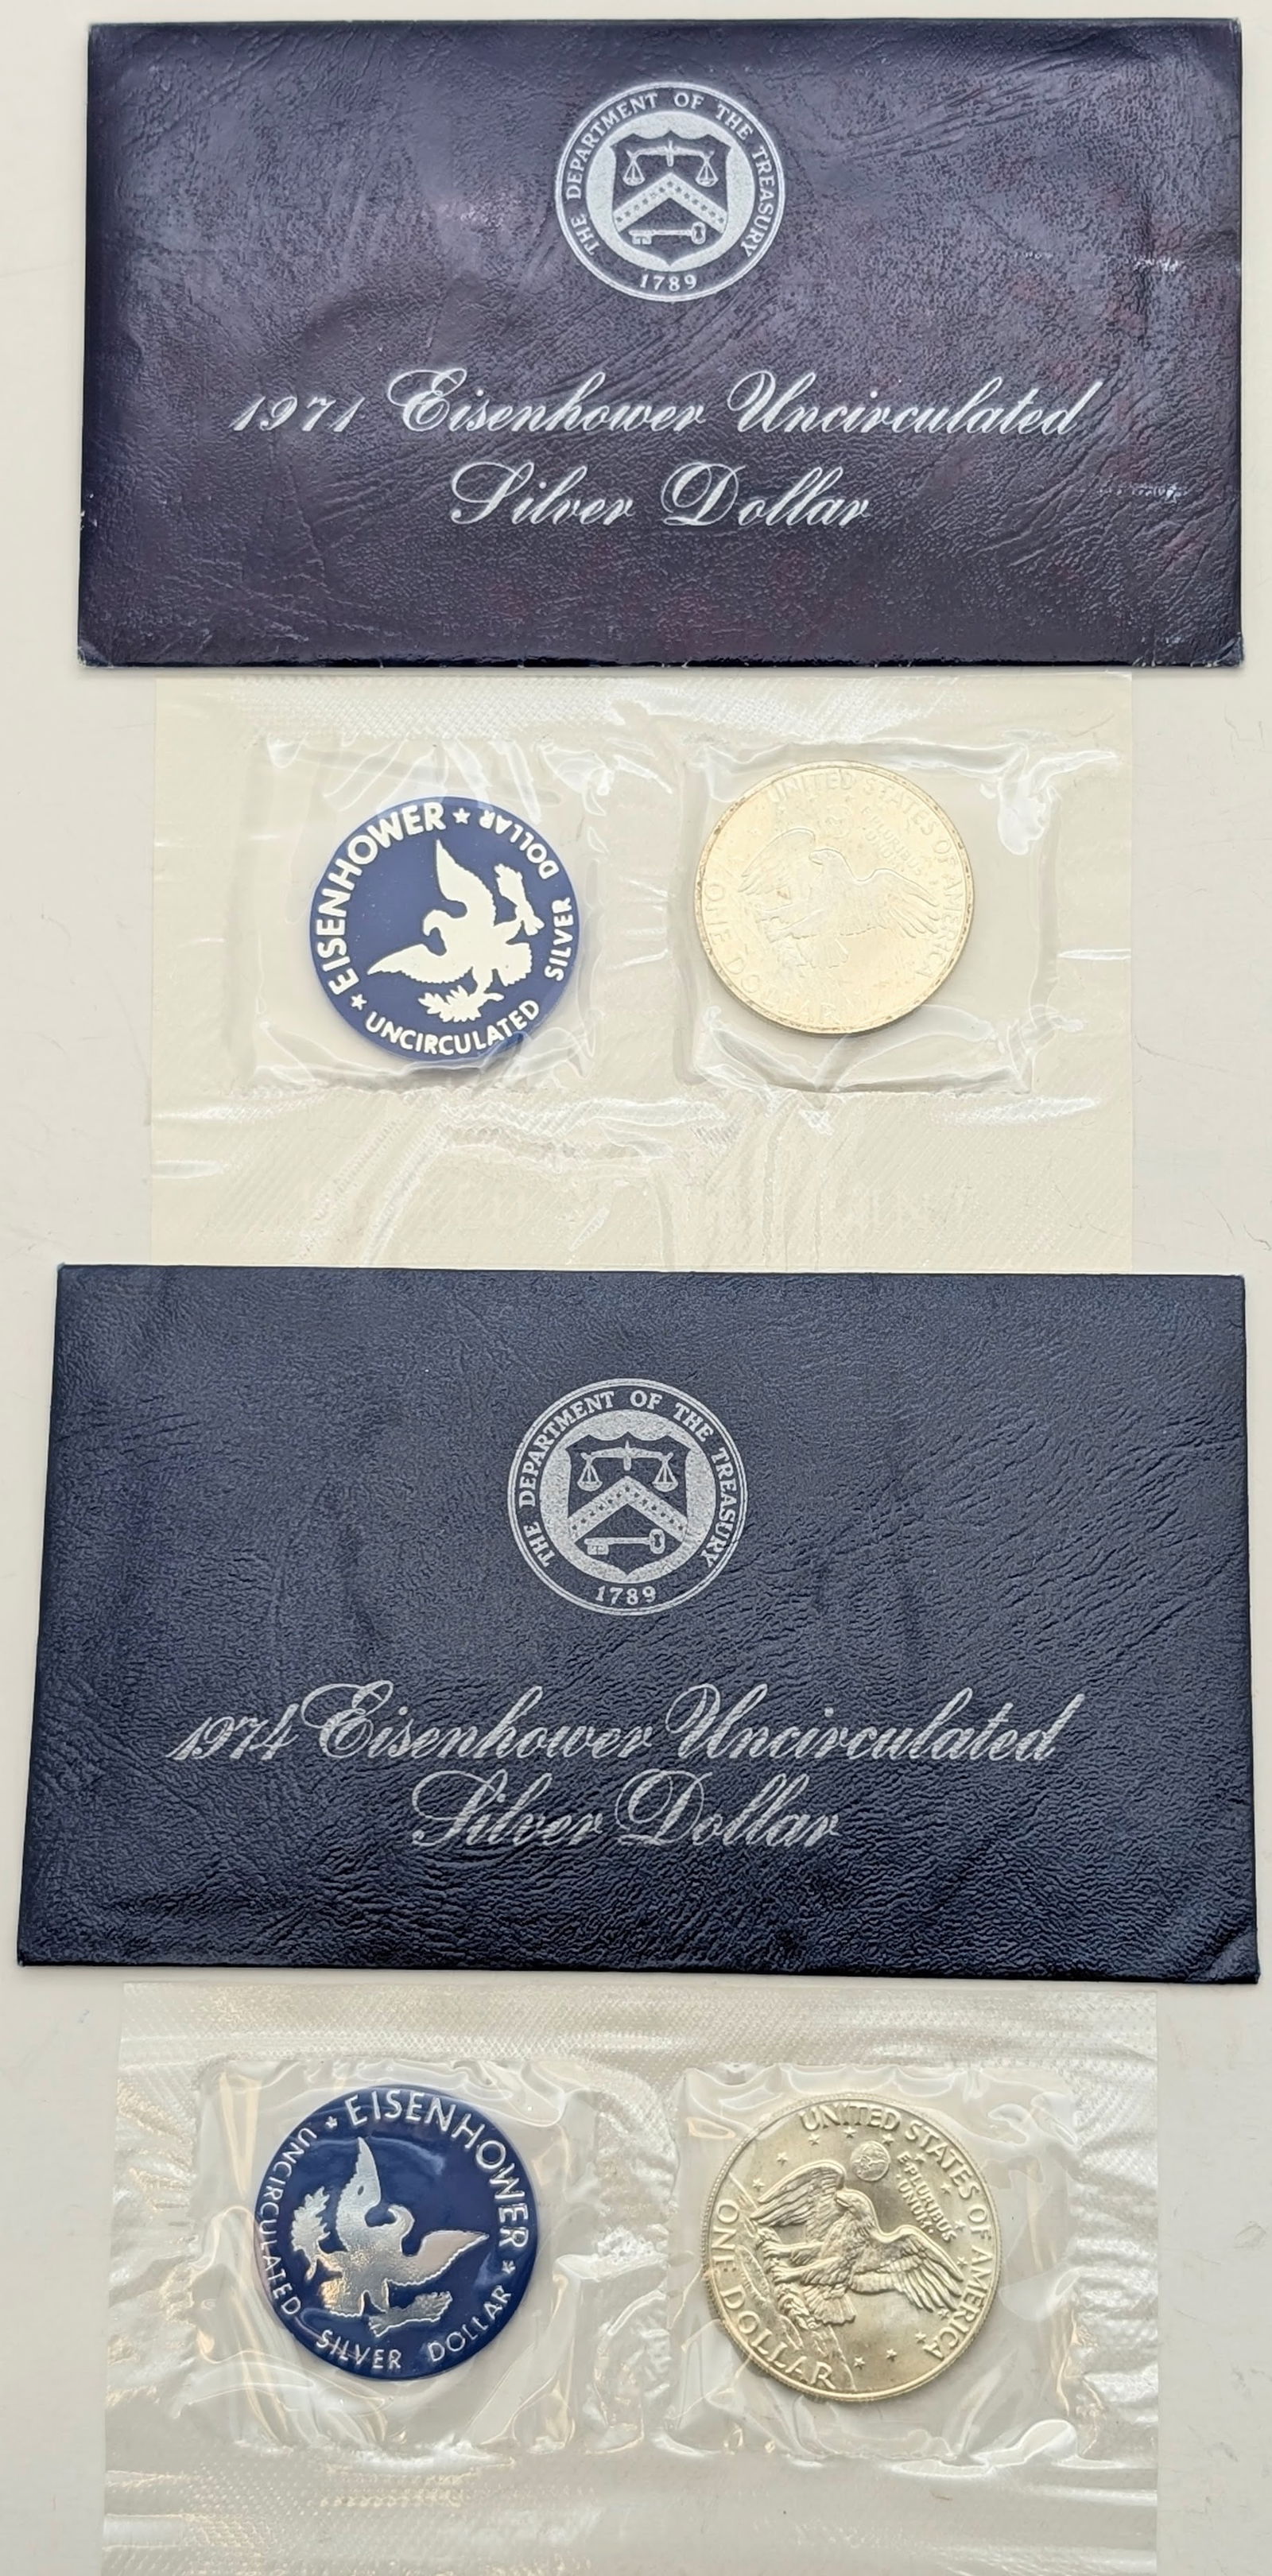 THE DEPARTMENT OF THE TREASURY
1789
1971 Eisenhower Uncirculated
Silver Dollar
EISENHOWER ★ DOLLAR
SILVER
★ UNCIRCULATED
UNITED STATES OF AMERICA
E PLURIBUS
UNUM
ONE DOLLAR
THE DEPARTMENT OF THE TREASURY
1789
1974 Eisenhower Uncirculated
Silver Dollar
★ EISENHOWER ★
UNCIRCULATED
SILVER DOLLAR
UNITED STATES OF AMERICA
E PLURIBUS
UNUM
ONE DOLLAR